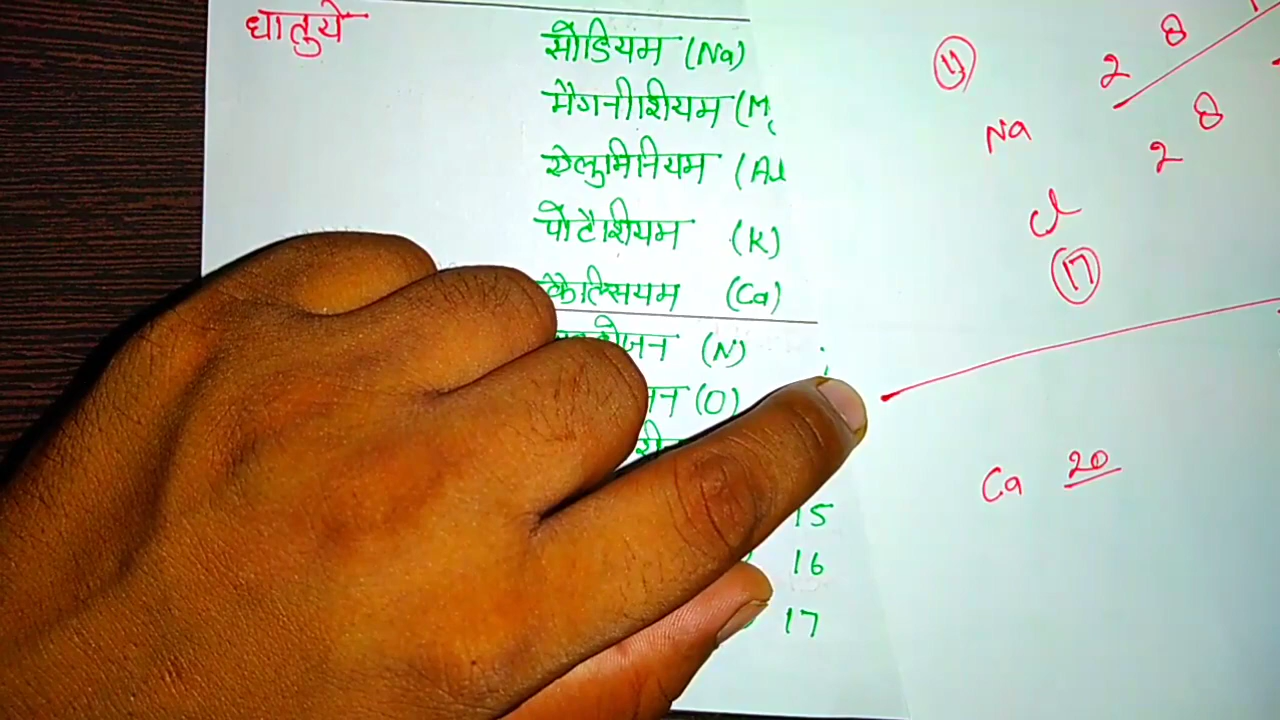 धातुये
सोडियम (Na)
मैगनीशियम (M
ऐलुमिनियम (Al
पोटैशियम (K)
कैल्सियम (Ca)
(N)
(O)
15
16
17
11
2 8
Na
2 8
Cl
17
Ca 20